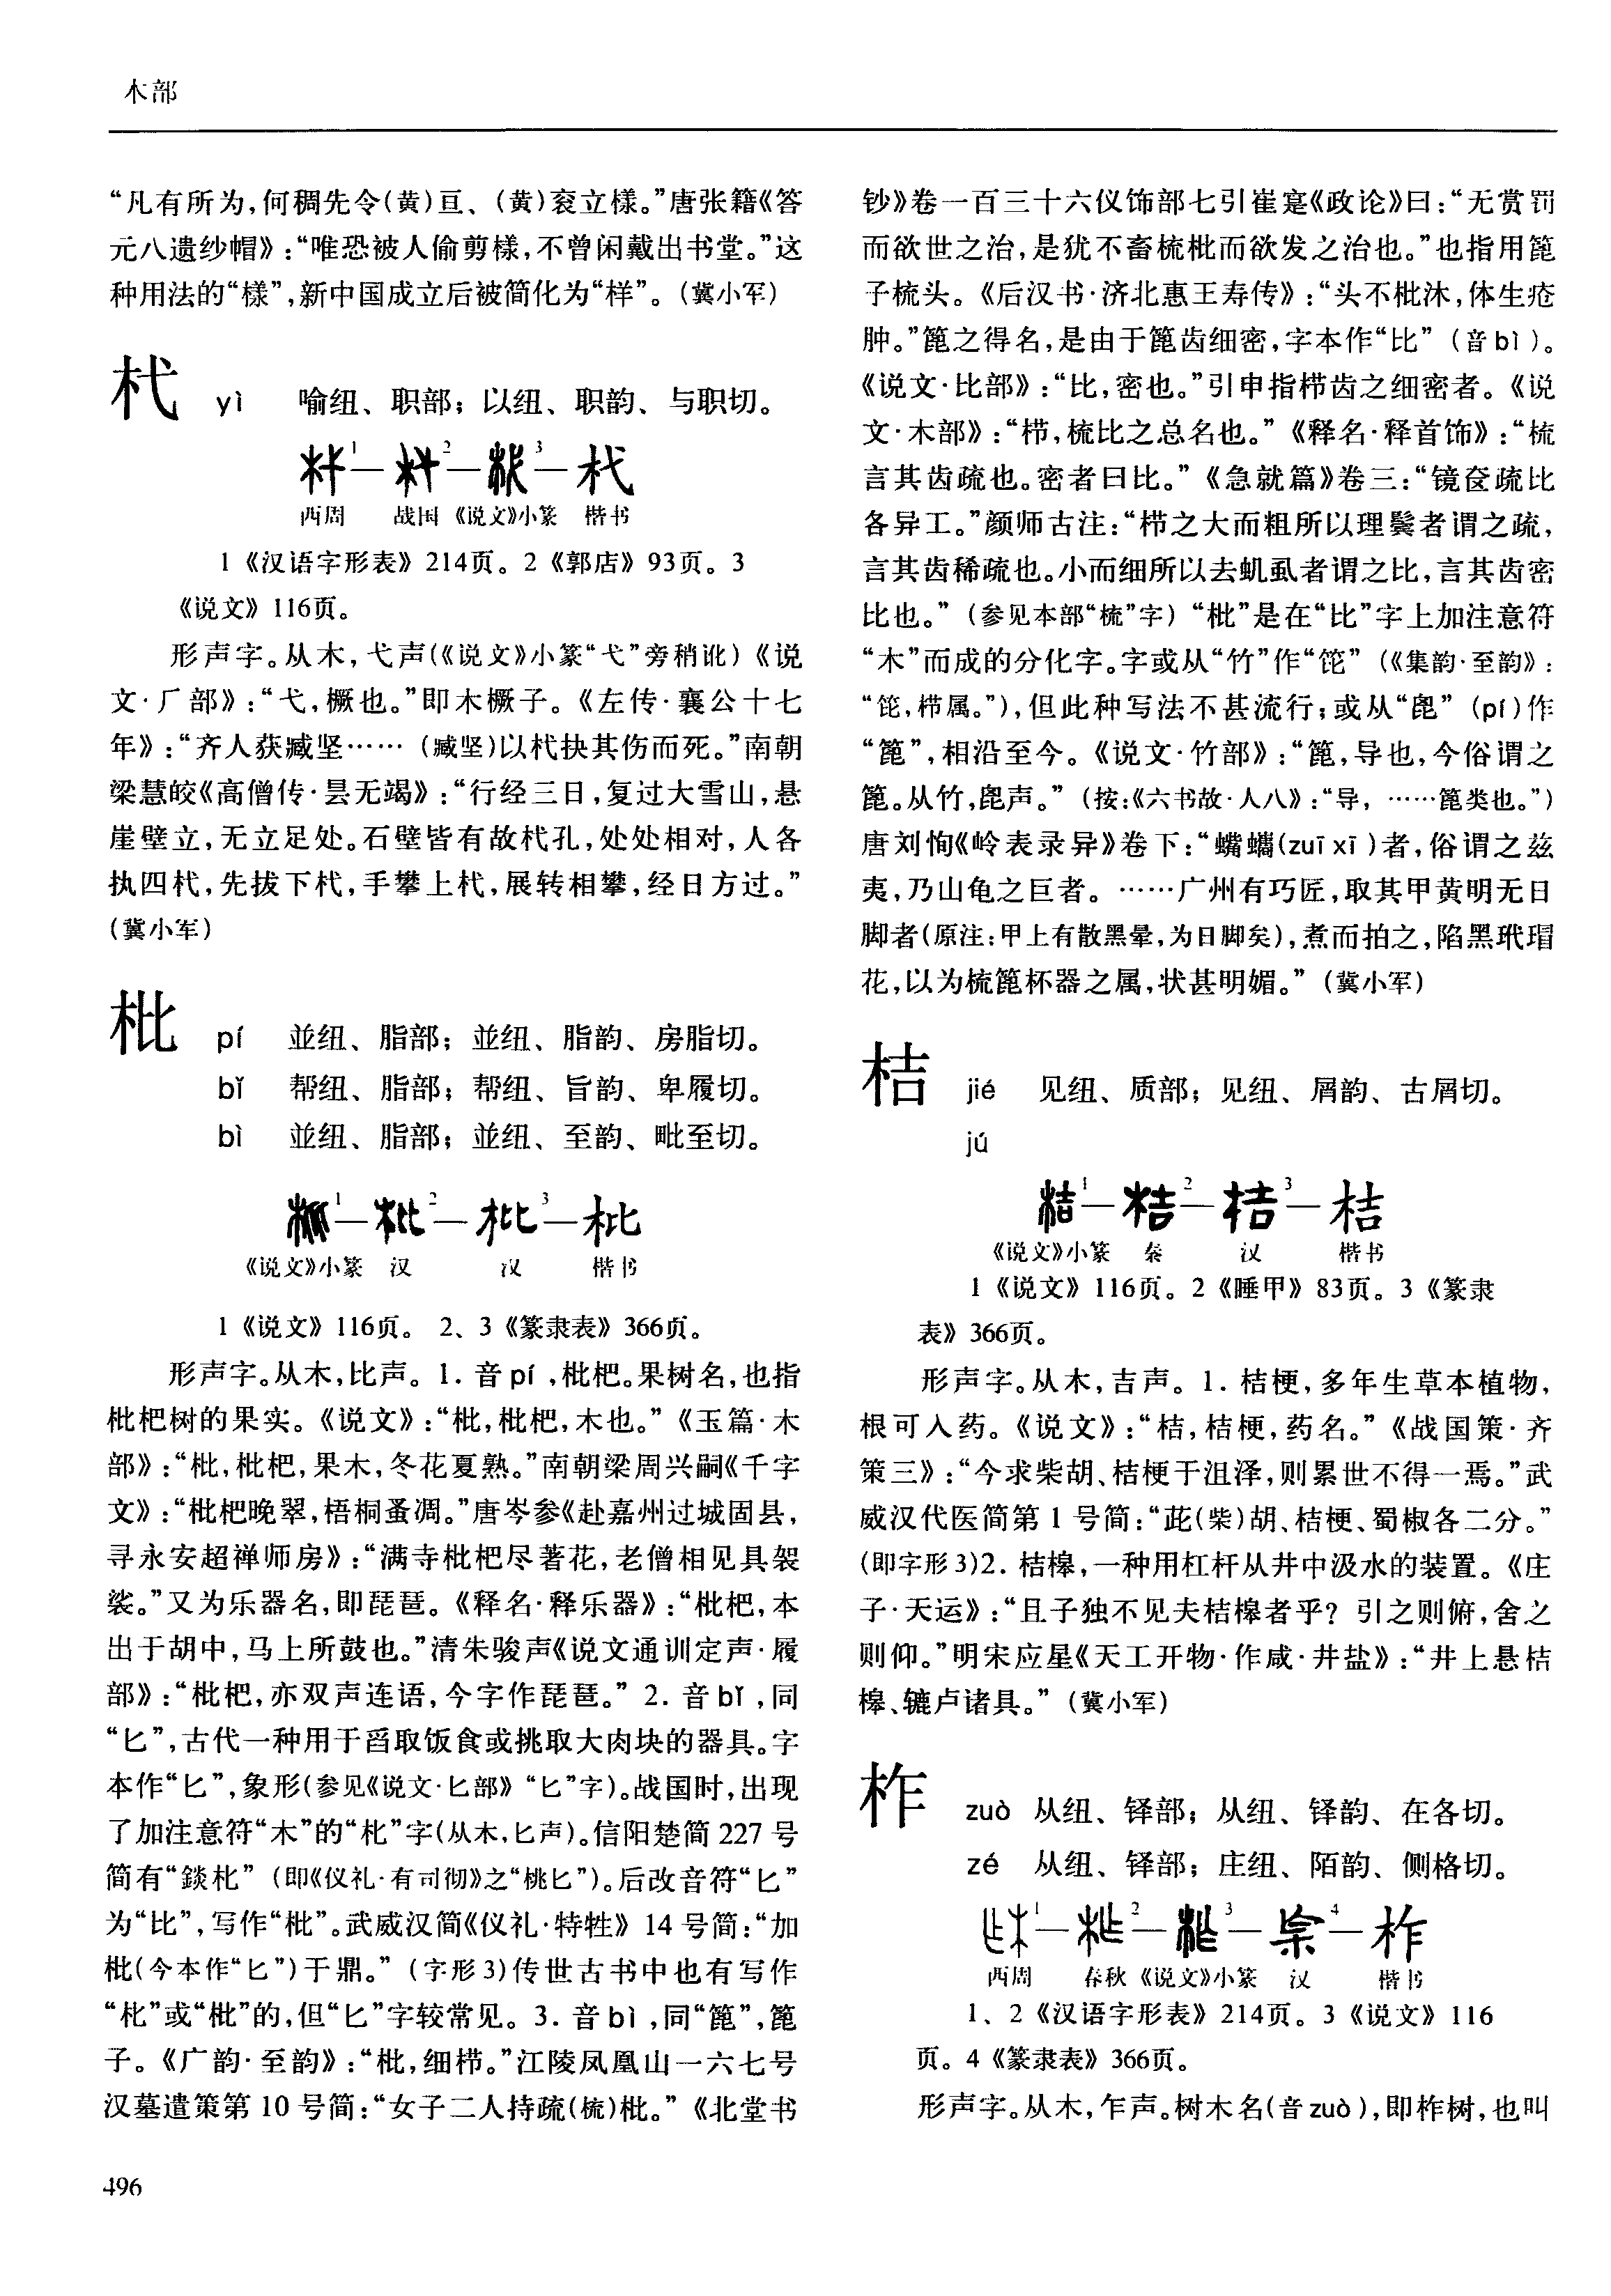 木部
“凡有所为，何稠先令（黄）亘、（黄）衮立様。”唐张籍《答
元八遗纱帽》：“唯恐被人偷剪様，不曾闲戴出书堂。”这
种用法的“様”，新中国成立后被简化为“样”。（冀小军）
杙 yì 喻纽、职部；以纽、职韵、与职切。
1—2—3—杙
西周 战国 《说文》小篆 楷书
1《汉语字形表》214页。2《郭店》93页。3
《说文》116页。
形声字。从木，弋声（《说文》小篆“弋”旁稍讹）《说
文·厂部》：“弋，橛也。”即木橛子。《左传·襄公十七
年》：“齐人获臧坚……（臧坚）以杙抉其伤而死。”南朝
梁慧皎《高僧传·昙无竭》：“行经三日，复过大雪山，悬
崖壁立，无立足处。石壁皆有故杙孔，处处相对，人各
执四杙，先拔下杙，手攀上杙，展转相攀，经日方过。”
（冀小军）
枇 pí 並纽、脂部；並纽、脂韵、房脂切。
bǐ 帮纽、脂部；帮纽、旨韵、卑履切。
bì 並纽、脂部；並纽、至韵、毗至切。
1—2—3—枇
《说文》小篆 汉 汉 楷书
1《说文》116页。 2、3《篆隶表》366页。
形声字。从木，比声。1. 音pí，枇杷。果树名，也指
枇杷树的果实。《说文》：“枇，枇杷，木也。”《玉篇·木
部》：“枇，枇杷，果木，冬花夏熟。”南朝梁周兴嗣《千字
文》：“枇杷晚翠，梧桐蚤凋。”唐岑参《赴嘉州过城固县，
寻永安超禅师房》：“满寺枇杷尽著花，老僧相见具袈
裟。”又为乐器名，即琵琶。《释名·释乐器》：“枇杷，本
出于胡中，马上所鼓也。”清朱骏声《说文通训定声·履
部》：“枇杷，亦双声连语，今字作琵琶。”2. 音bǐ，同
“匕”，古代一种用于舀取饭食或挑取大肉块的器具。字
本作“匕”，象形（参见《说文·匕部》“匕”字）。战国时，出现
了加注意符“木”的“朼”字（从木，匕声）。信阳楚简 227 号
简有“錟朼”（即《仪礼·有司彻》之“桃匕”）。后改音符“匕”
为“比”，写作“枇”。武威汉简《仪礼·特牲》14 号简：“加
枇（今本作“匕”）于鼎。”（字形 3）传世古书中也有写作
“朼”或“枇”的，但“匕”字较常见。3. 音bì，同“篦”，篦
子。《广韵·至韵》：“枇，细栉。”江陵凤凰山一六七号
汉墓遣策第 10 号简：“女子二人持疏（梳）枇。”《北堂书
钞》卷一百三十六仪饰部七引崔寔《政论》曰：“无赏罚
而欲世之治，是犹不畜梳枇而欲发之治也。”也指用篦
子梳头。《后汉书·济北惠王寿传》：“头不枇沐，体生疮
肿。”篦之得名，是由于篦齿细密，字本作“比”（音bì）。
《说文·比部》：“比，密也。”引申指栉齿之细密者。《说
文·木部》：“栉，梳比之总名也。”《释名·释首饰》：“梳
言其齿疏也。密者曰比。”《急就篇》卷三：“镜奁疏比
各异工。”颜师古注：“栉之大而粗所以理鬓者谓之疏，
言其齿稀疏也。小而细所以去虮虱者谓之比，言其齿密
比也。”（参见本部“梳”字）“枇”是在“比”字上加注意符
“木”而成的分化字。字或从“竹”作“笓”（《集韵·至韵》：
“笓，栉属。”），但此种写法不甚流行；或从“毘”（pí）作
“篦”，相沿至今。《说文·竹部》：“篦，导也，今俗谓之
篦。从竹，毘声。”（按：《六书故·人八》：“导，……篦类也。”）
唐刘恂《岭表录异》卷下：“蟕蠵（zuī xī）者，俗谓之兹
夷，乃山龟之巨者。……广州有巧匠，取其甲黄明无日
脚者（原注：甲上有散黑晕，为日脚矣），煮而拍之，陷黑玳瑁
花，以为梳篦杯器之属，状甚明媚。”（冀小军）
桔 jié 见纽、质部；见纽、屑韵、古屑切。
jú
1—2—3—桔
《说文》小篆 秦 汉 楷书
1《说文》116页。2《睡甲》83页。3《篆隶
表》366页。
形声字。从木，吉声。1. 桔梗，多年生草本植物，
根可入药。《说文》：“桔，桔梗，药名。”《战国策·齐
策三》：“今求柴胡、桔梗于沮泽，则累世不得一焉。”武
威汉代医简第 1 号简：“茈（柴）胡、桔梗、蜀椒各二分。”
（即字形 3）2. 桔槔，一种用杠杆从井中汲水的装置。《庄
子·天运》：“且子独不见夫桔槔者乎？引之则俯，舍之
则仰。”明宋应星《天工开物·作咸·井盐》：“井上悬桔
槔、辘卢诸具。”（冀小军）
柞 zuò 从纽、铎部；从纽、铎韵、在各切。
zé 从纽、铎部；庄纽、陌韵、侧格切。
1—2—3—4—柞
西周 春秋 《说文》小篆 汉 楷书
1、2《汉语字形表》214页。3《说文》116
页。4《篆隶表》366页。
形声字。从木，乍声。树木名（音zuò），即柞树，也叫
496